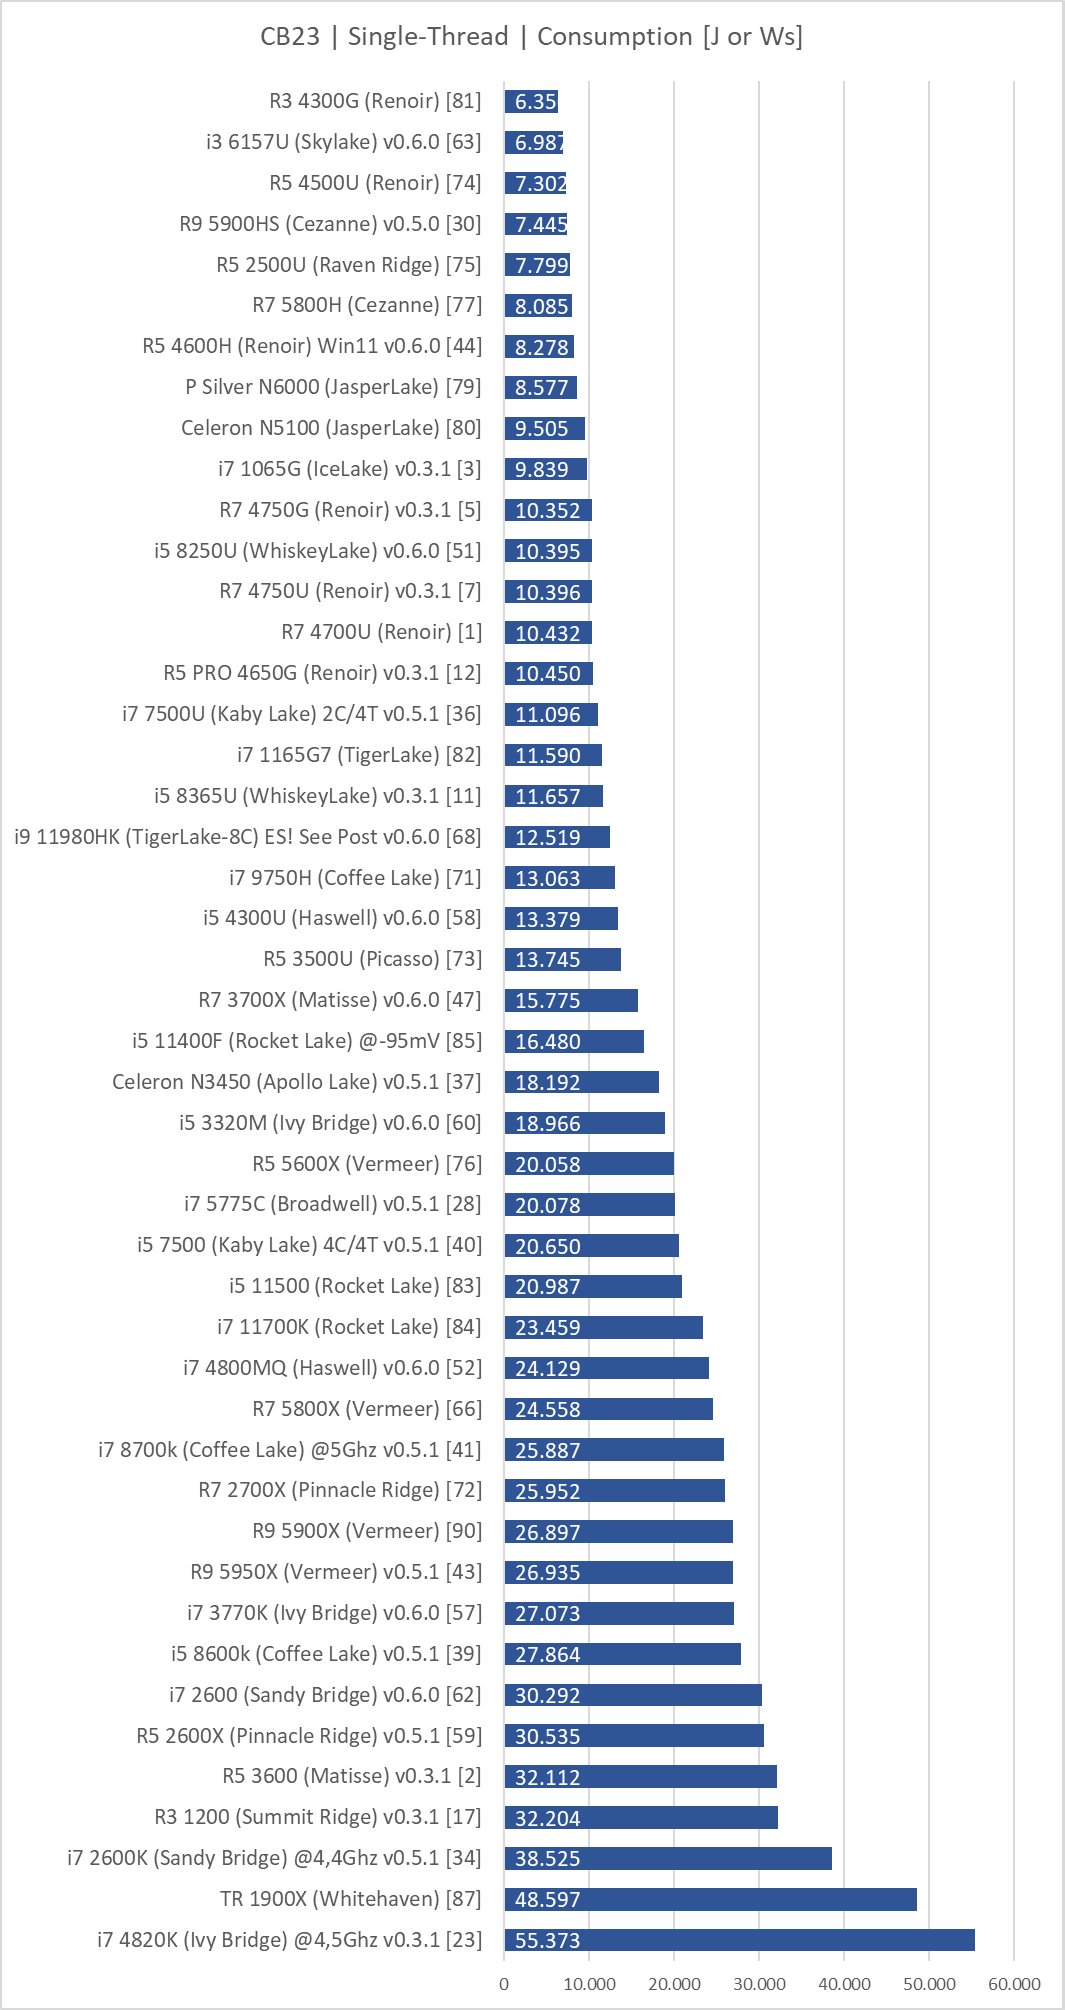 CB23 | Single-Thread | Consumption [J or Ws]
R3 4300G (Renoir) [81] 6.35
i3 6157U (Skylake) v0.6.0 [63] 6.987
R5 4500U (Renoir) [74] 7.302
R9 5900HS (Cezanne) v0.5.0 [30] 7.445
R5 2500U (Raven Ridge) [75] 7.799
R7 5800H (Cezanne) [77] 8.085
R5 4600H (Renoir) Win11 v0.6.0 [44] 8.278
P Silver N6000 (JasperLake) [79] 8.577
Celeron N5100 (JasperLake) [80] 9.505
i7 1065G (IceLake) v0.3.1 [3] 9.839
R7 4750G (Renoir) v0.3.1 [5] 10.352
i5 8250U (WhiskeyLake) v0.6.0 [51] 10.395
R7 4750U (Renoir) v0.3.1 [7] 10.396
R7 4700U (Renoir) [1] 10.432
R5 PRO 4650G (Renoir) v0.3.1 [12] 10.450
i7 7500U (Kaby Lake) 2C/4T v0.5.1 [36] 11.096
i7 1165G7 (TigerLake) [82] 11.590
i5 8365U (WhiskeyLake) v0.3.1 [11] 11.657
i9 11980HK (TigerLake-8C) ES! See Post v0.6.0 [68] 12.519
i7 9750H (Coffee Lake) [71] 13.063
i5 4300U (Haswell) v0.6.0 [58] 13.379
R5 3500U (Picasso) [73] 13.745
R7 3700X (Matisse) v0.6.0 [47] 15.775
i5 11400F (Rocket Lake) @-95mV [85] 16.480
Celeron N3450 (Apollo Lake) v0.5.1 [37] 18.192
i5 3320M (Ivy Bridge) v0.6.0 [60] 18.966
R5 5600X (Vermeer) [76] 20.058
i7 5775C (Broadwell) v0.5.1 [28] 20.078
i5 7500 (Kaby Lake) 4C/4T v0.5.1 [40] 20.650
i5 11500 (Rocket Lake) [83] 20.987
i7 11700K (Rocket Lake) [84] 23.459
i7 4800MQ (Haswell) v0.6.0 [52] 24.129
R7 5800X (Vermeer) [66] 24.558
i7 8700k (Coffee Lake) @5Ghz v0.5.1 [41] 25.887
R7 2700X (Pinnacle Ridge) [72] 25.952
R9 5900X (Vermeer) [90] 26.897
R9 5950X (Vermeer) v0.5.1 [43] 26.935
i7 3770K (Ivy Bridge) v0.6.0 [57] 27.073
i5 8600k (Coffee Lake) v0.5.1 [39] 27.864
i7 2600 (Sandy Bridge) v0.6.0 [62] 30.292
R5 2600X (Pinnacle Ridge) v0.5.1 [59] 30.535
R5 3600 (Matisse) v0.3.1 [2] 32.112
R3 1200 (Summit Ridge) v0.3.1 [17] 32.204
i7 2600K (Sandy Bridge) @4,4Ghz v0.5.1 [34] 38.525
TR 1900X (Whitehaven) [87] 48.597
i7 4820K (Ivy Bridge) @4,5Ghz v0.3.1 [23] 55.373
0 10.000 20.000 30.000 40.000 50.000 60.000